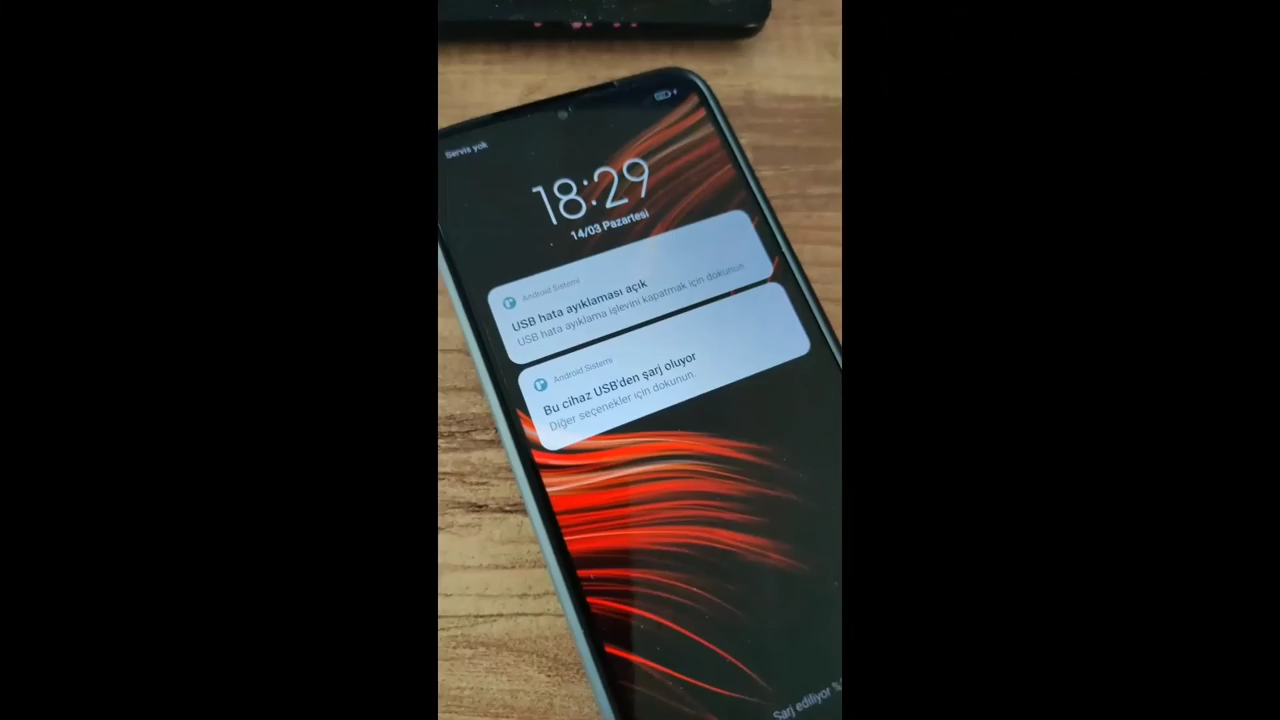 Servis yok
18:29
14/03 Pazartesi
Android Sistemi
USB hata ayıklaması açık
USB hata ayıklama işlevini kapatmak için dokunun.
Android Sistemi
Bu cihaz USB'den şarj oluyor
Diğer seçenekler için dokunun.
Şarj ediliyor